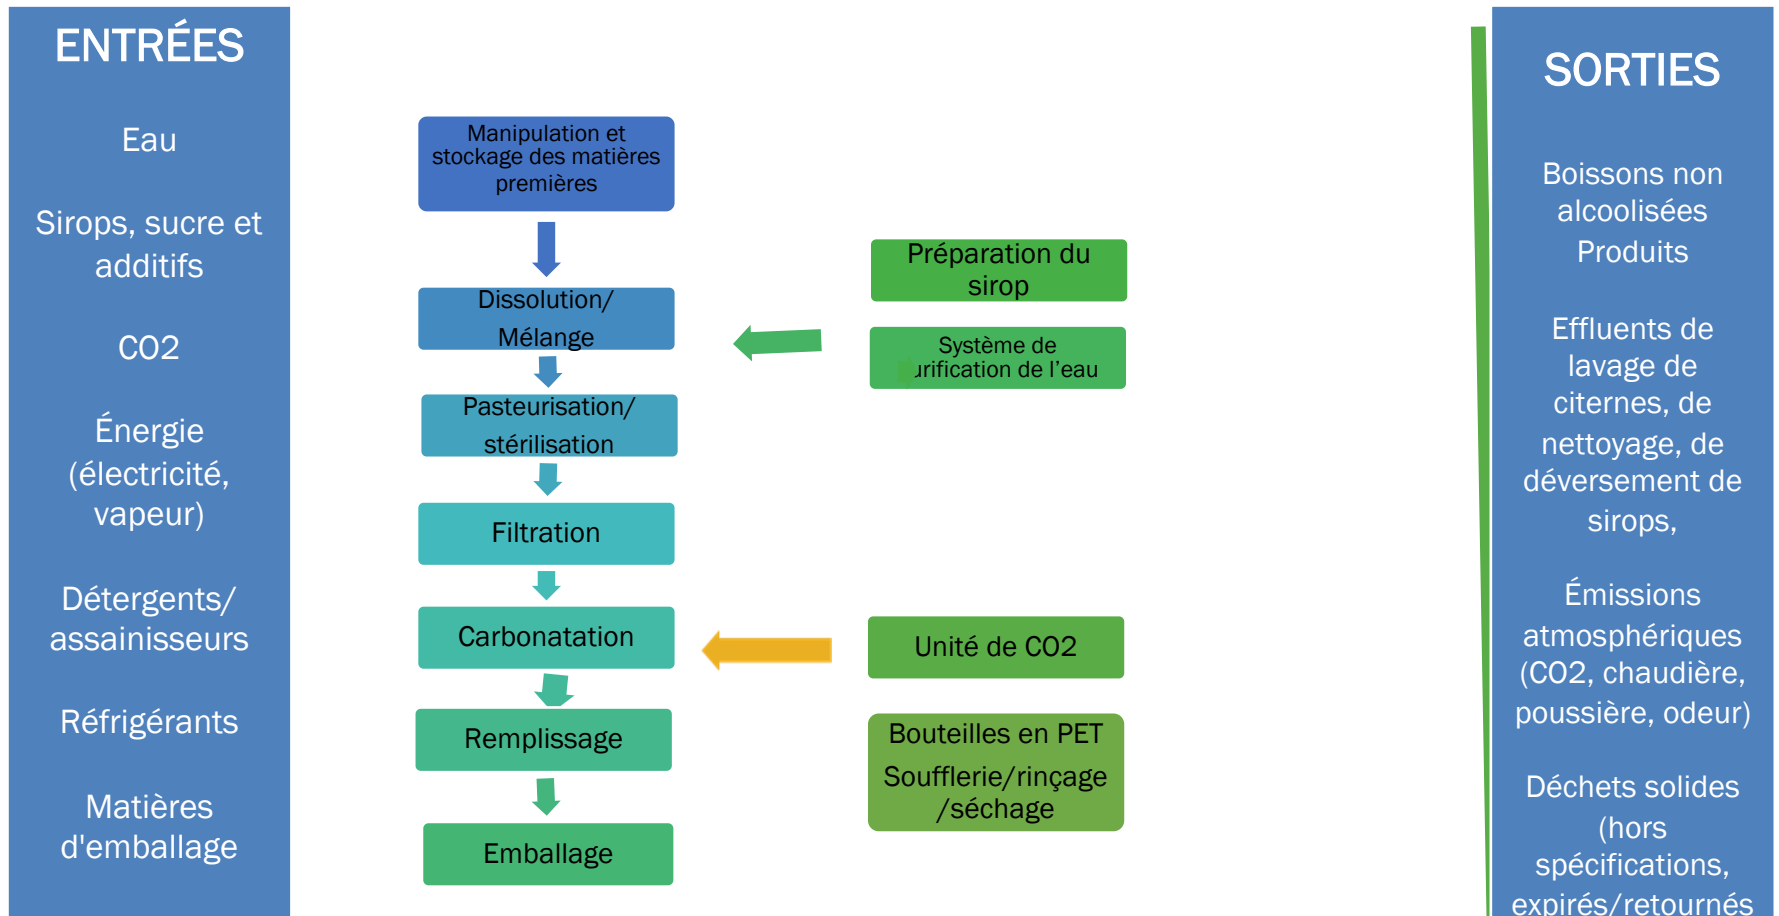 ENTRÉES
Eau
Sirops, sucre et
additifs
CO2
Énergie
(électricité,
vapeur)
Détergents/
assainisseurs
Réfrigérants
Matières
d'emballage
Manipulation et
stockage des matières
premières
Dissolution/
Mélange
Pasteurisation/
stérilisation
Filtration
Carbonatation
Remplissage
Emballage
Préparation du
sirop
Système de
urification de l’eau
Unité de CO2
Bouteilles en PET
Soufflerie/rinçage
/séchage
SORTIES
Boissons non
alcoolisées
Produits
Effluents de
lavage de
citernes, de
nettoyage, de
déversement de
sirops,
Émissions
atmosphériques
(CO2, chaudière,
poussière, odeur)
Déchets solides
(hors
spécifications,
expirés/retournés